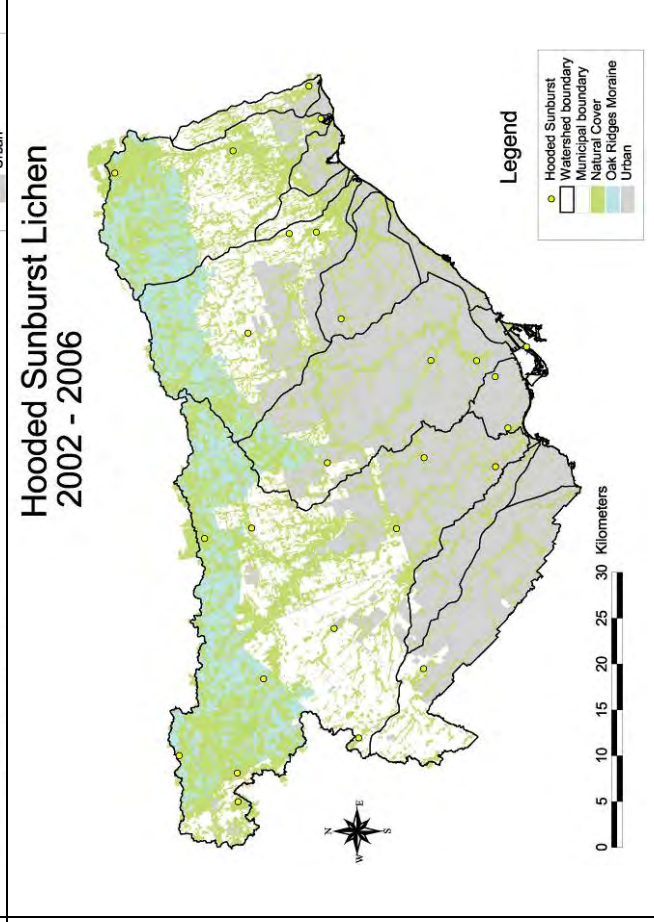 Urban
Hooded Sunburst Lichen
2002 - 2006
Legend
Hooded Sunburst
Watershed boundary
Municipal boundary
Natural Cover
Oak Ridges Moraine
Urban
N
W
E
S
0 5 10 15 20 25 30 Kilometers